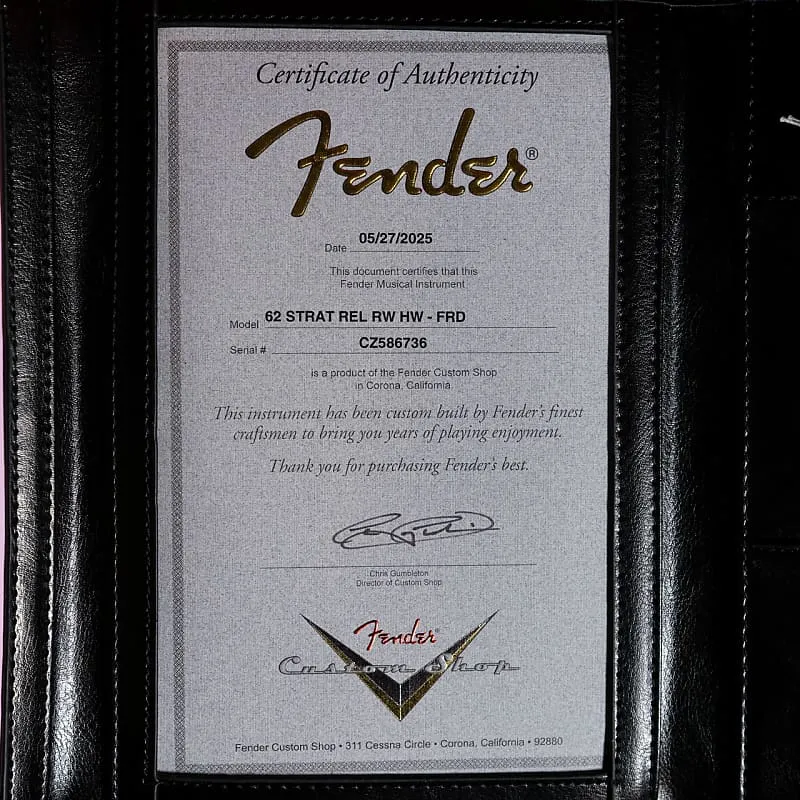 Certificate of Authenticity
Fender®
Date 05/27/2025
This document certifies that this
Fender Musical Instrument
Model 62 STRAT REL RW HW - FRD
Serial # CZ586736
is a product of the Fender Custom Shop
in Corona, California.
This instrument has been custom built by Fender's finest
craftsmen to bring you years of playing enjoyment.
Thank you for purchasing Fender's best.
Chris Gumbleton
Director of Custom Shop
Fender®
Custom Shop
Fender Custom Shop • 311 Cessna Circle • Corona, California • 92880